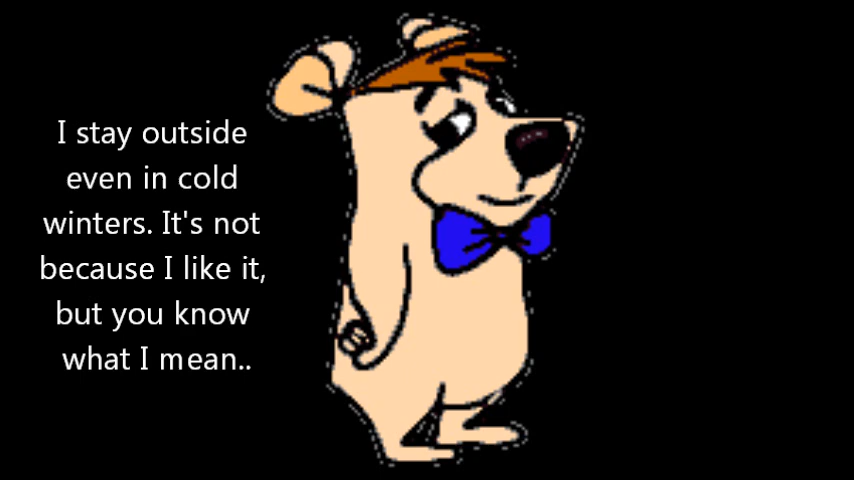 I stay outside
even in cold
winters. It's not
because I like it,
but you know
what I mean..